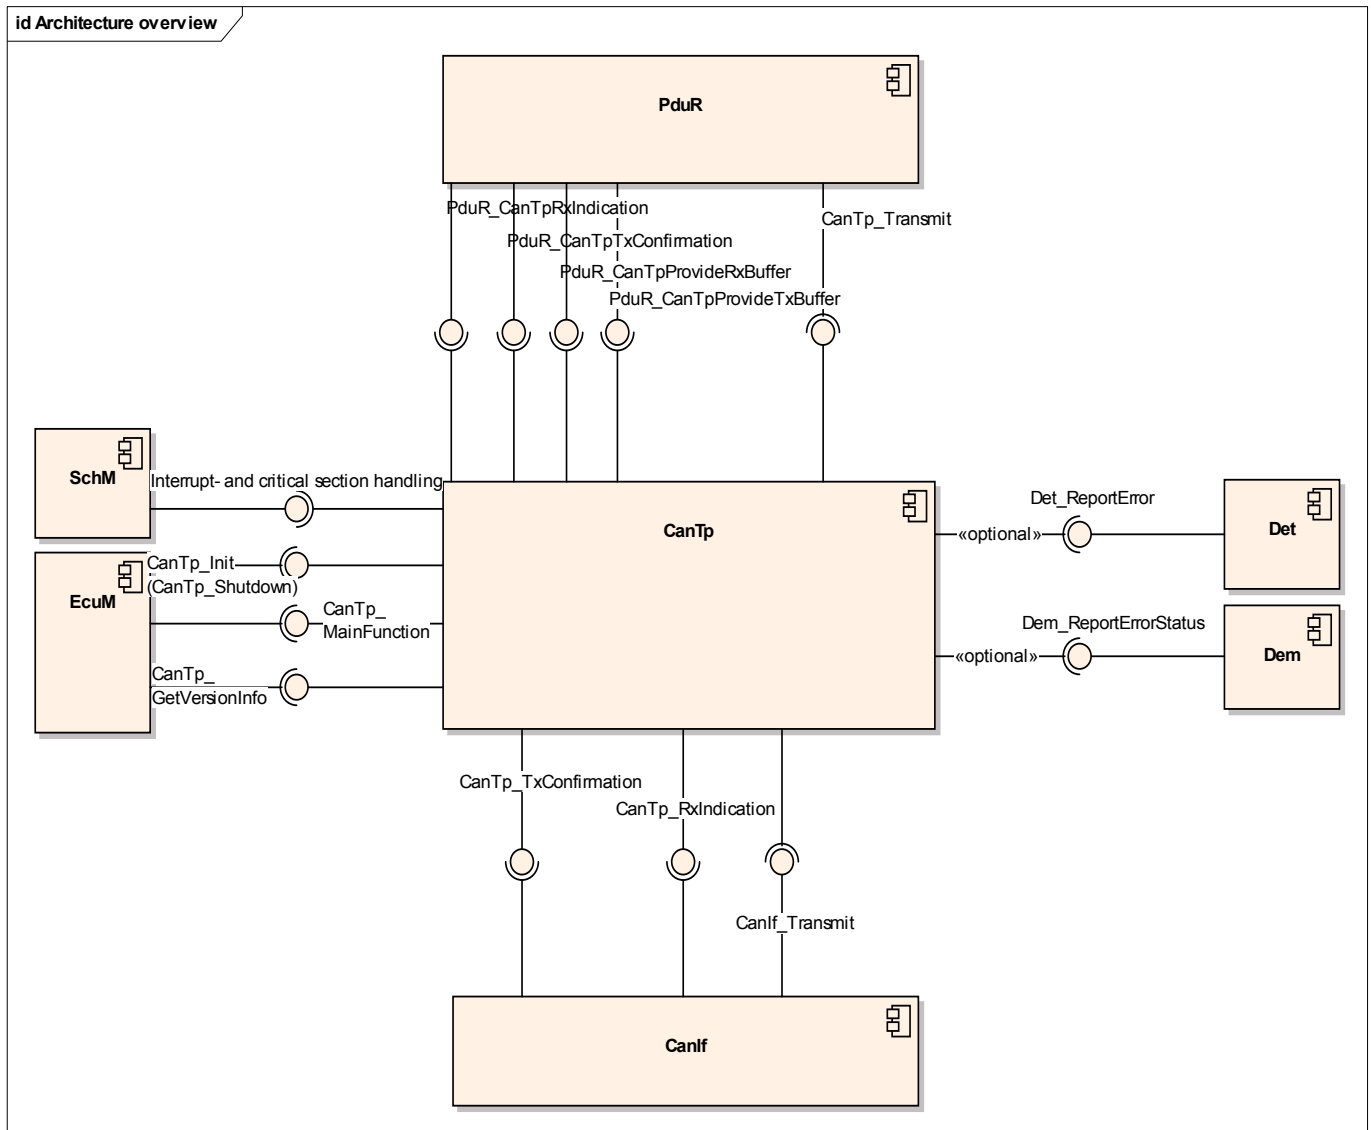 id Architecture overview
PduR
PduR_CanTpRxIndication
CanTp_Transmit
PduR_CanTpTxConfirmation
PduR_CanTpProvideRxBuffer
PduR_CanTpProvideTxBuffer
SchM
Interrupt- and critical section handling
CanTp
Det_ReportError
«optional»
Det
EcuM
CanTp_Init
(CanTp_Shutdown)
CanTp_
MainFunction
CanTp_
GetVersionInfo
Dem_ReportErrorStatus
«optional»
Dem
CanTp_TxConfirmation
CanTp_RxIndication
CanIf_Transmit
CanIf